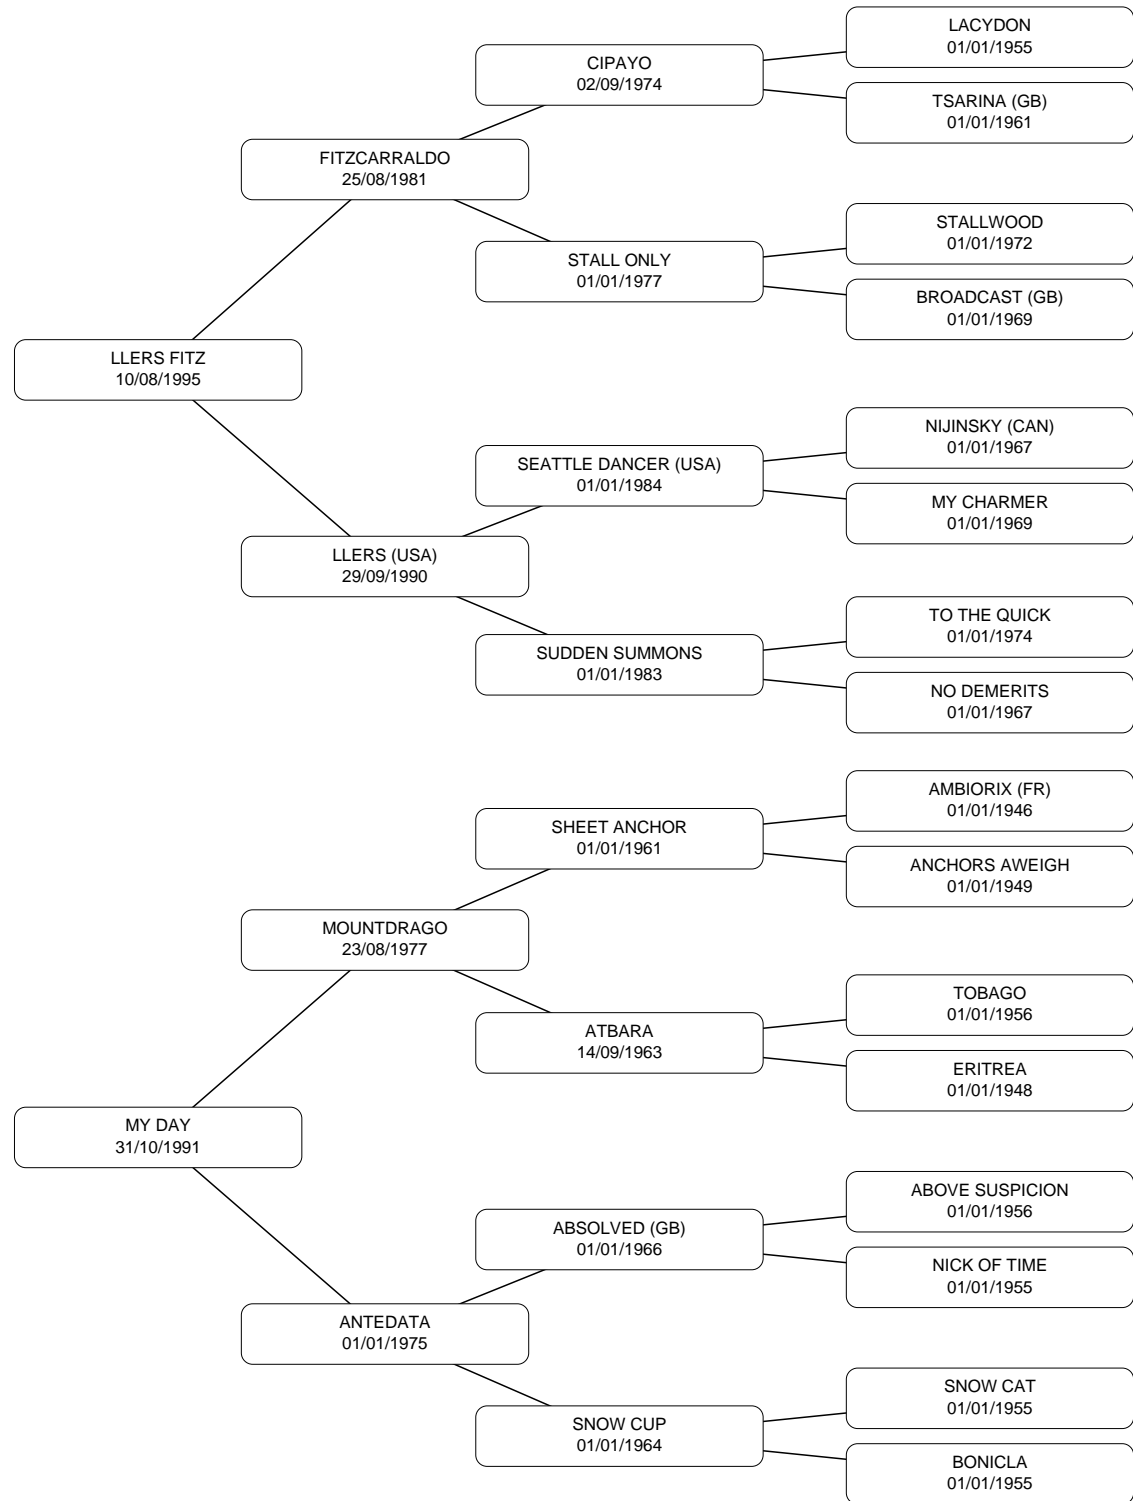 LACYDON
01/01/1955
CIPAYO
02/09/1974
TSARINA (GB)
01/01/1961
FITZCARRALDO
25/08/1981
STALLWOOD
01/01/1972
STALL ONLY
01/01/1977
BROADCAST (GB)
01/01/1969
LLERS FITZ
10/08/1995
NIJINSKY (CAN)
01/01/1967
SEATTLE DANCER (USA)
01/01/1984
MY CHARMER
01/01/1969
LLERS (USA)
29/09/1990
TO THE QUICK
01/01/1974
SUDDEN SUMMONS
01/01/1983
NO DEMERITS
01/01/1967
AMBIORIX (FR)
01/01/1946
SHEET ANCHOR
01/01/1961
ANCHORS AWEIGH
01/01/1949
MOUNTDRAGO
23/08/1977
TOBAGO
01/01/1956
ATBARA
14/09/1963
ERITREA
01/01/1948
MY DAY
31/10/1991
ABOVE SUSPICION
01/01/1956
ABSOLVED (GB)
01/01/1966
NICK OF TIME
01/01/1955
ANTEDATA
01/01/1975
SNOW CAT
01/01/1955
SNOW CUP
01/01/1964
BONICLA
01/01/1955